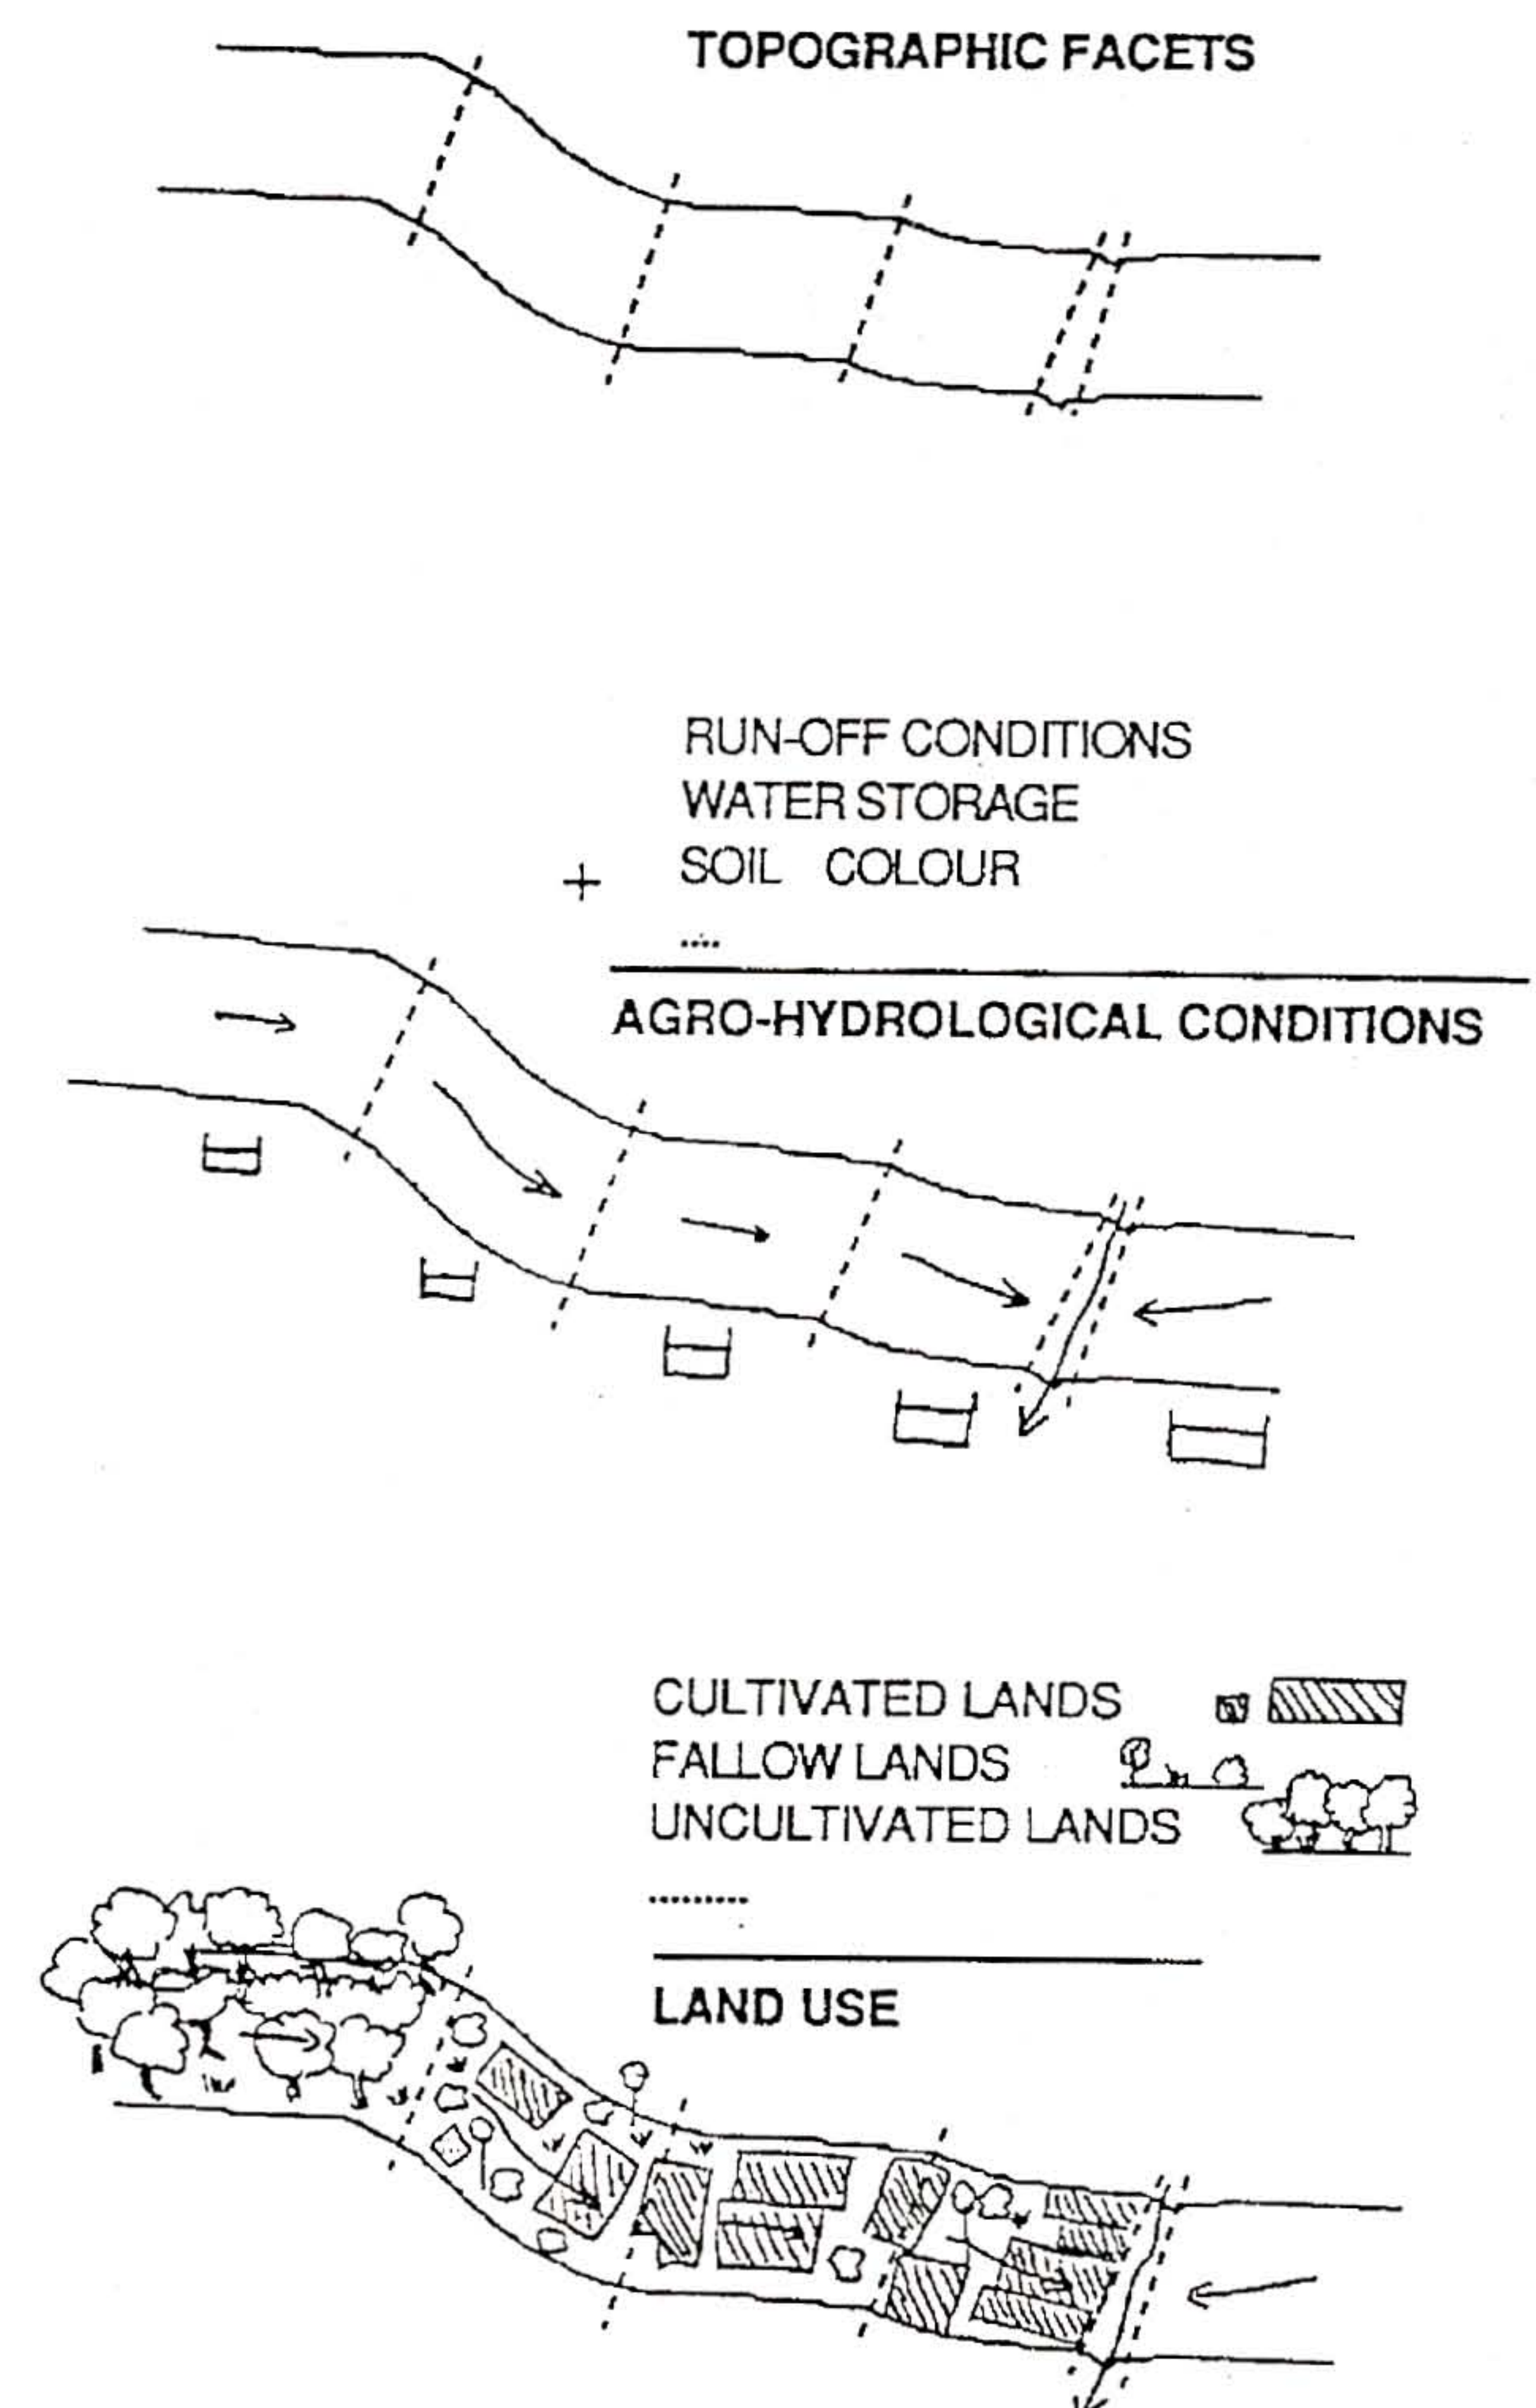 TOPOGRAPHIC FACETS
RUN-OFF CONDITIONS
WATER STORAGE
+ SOIL COLOUR
....
AGRO-HYDROLOGICAL CONDITIONS
CULTIVATED LANDS
FALLOW LANDS
UNCULTIVATED LANDS
..........
LAND USE